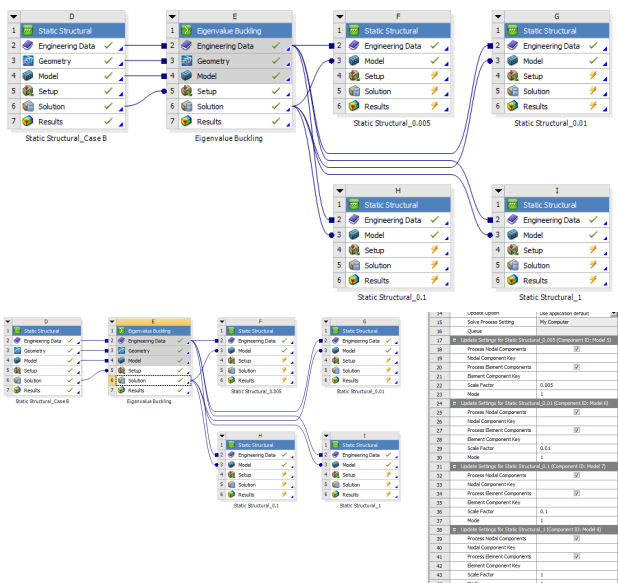 D
1 Static Structural
2 Engineering Data
3 Geometry
4 Model
5 Setup
6 Solution
7 Results
Static Structural_Case B
E
1 Eigenvalue Buckling
2 Engineering Data
3 Geometry
4 Model
5 Setup
6 Solution
7 Results
Eigenvalue Buckling
F
1 Static Structural
2 Engineering Data
3 Model
4 Setup
5 Solution
6 Results
Static Structural_0.005
G
1 Static Structural
2 Engineering Data
3 Model
4 Setup
5 Solution
6 Results
Static Structural_0.01
H
1 Static Structural
2 Engineering Data
3 Model
4 Setup
5 Solution
6 Results
Static Structural_0.1
I
1 Static Structural
2 Engineering Data
3 Model
4 Setup
5 Solution
6 Results
Static Structural_1
D
1 Static Structural
2 Engineering Data
3 Geometry
4 Model
5 Setup
6 Solution
7 Results
Static Structural_Case B
E
1 Eigenvalue Buckling
2 Engineering Data
3 Geometry
4 Model
5 Setup
6 Solution
7 Results
Eigenvalue Buckling
F
1 Static Structural
2 Engineering Data
3 Model
4 Setup
5 Solution
6 Results
Static Structural_0.005
G
1 Static Structural
2 Engineering Data
3 Model
4 Setup
5 Solution
6 Results
Static Structural_0.01
H
1 Static Structural
2 Engineering Data
3 Model
4 Setup
5 Solution
6 Results
Static Structural_0.1
I
1 Static Structural
2 Engineering Data
3 Model
4 Setup
5 Solution
6 Results
Static Structural_1
14 Update Option Use application default
15 Solve Process Setting My Computer
16 Queue
17 Update Settings for Static Structural_0.005 (Component ID: Model 5)
18 Process Nodal Components
19 Nodal Component Key
20 Process Element Components
21 Element Component Key
22 Scale Factor 0.005
23 Mode 1
24 Update Settings for Static Structural_0.01 (Component ID: Model 6)
25 Process Nodal Components
26 Nodal Component Key
27 Process Element Components
28 Element Component Key
29 Scale Factor 0.01
30 Mode 1
31 Update Settings for Static Structural_0.1 (Component ID: Model 7)
32 Process Nodal Components
33 Nodal Component Key
34 Process Element Components
35 Element Component Key
36 Scale Factor 0.1
37 Mode 1
38 Update Settings for Static Structural_1 (Component ID: Model 8)
39 Process Nodal Components
40 Nodal Component Key
41 Process Element Components
42 Element Component Key
43 Scale Factor 1